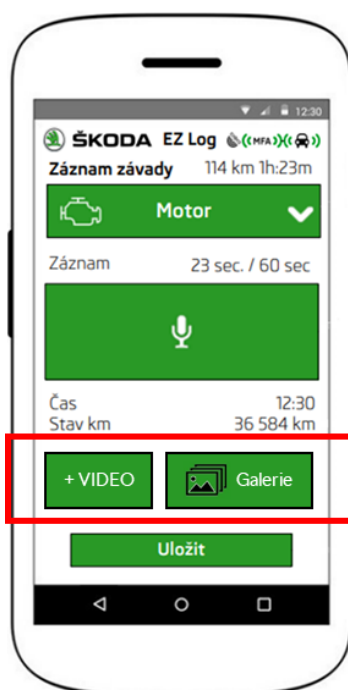 12:30
ŠKODA EZ Log ((MFA))(())
Záznam závady 114 km 1h:23m
Motor
Záznam 23 sec. / 60 sec
Čas 12:30
Stav km 36 584 km
+ VIDEO Galerie
Uložit